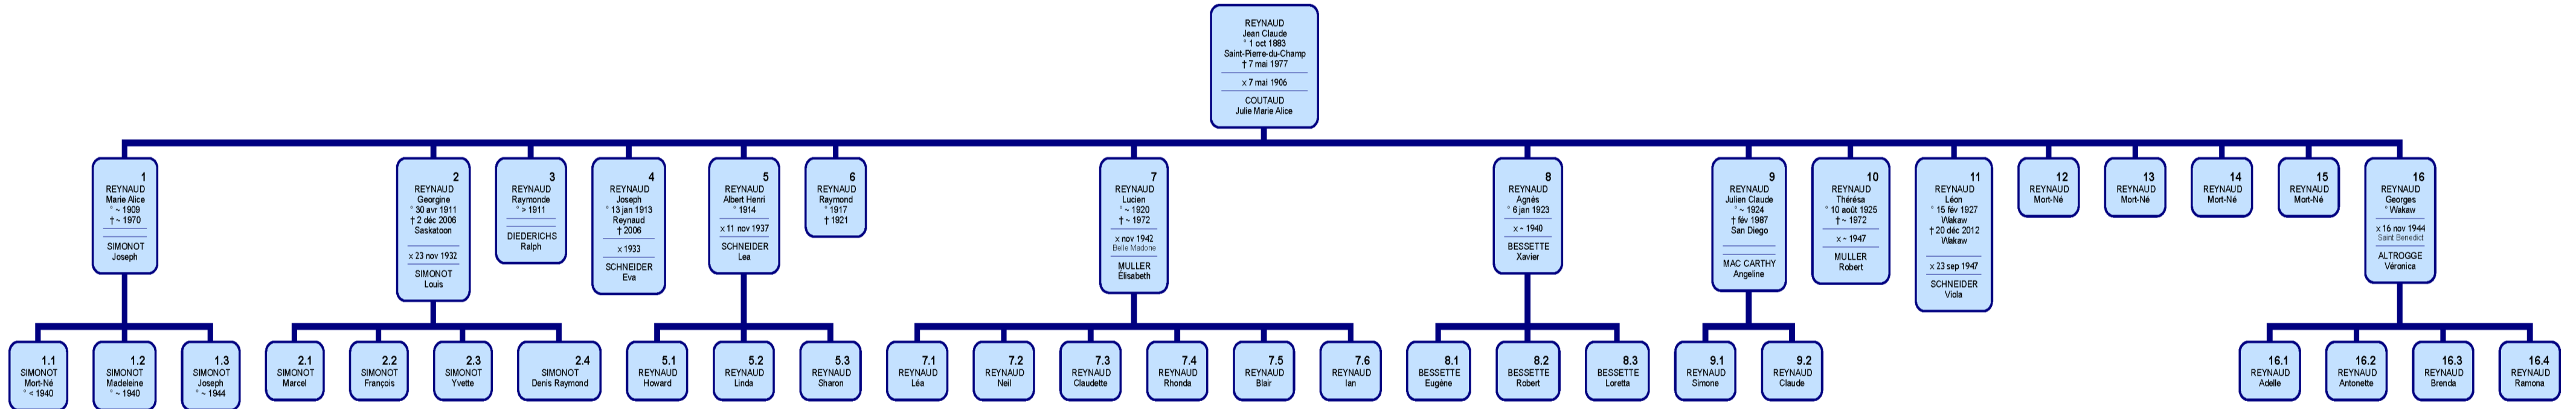 REYNAUD
Jean Claude
° 1 oct 1883
Saint-Pierre-du-Champ
† 7 mai 1977
x 7 mai 1906
COUTAUD
Julie Marie Alice
1
REYNAUD
Marie Alice
° ~ 1909
† ~ 1970
SIMONOT
Joseph
2
REYNAUD
Georgine
° 30 avr 1911
† 2 déc 2006
Saskatoon
x 23 nov 1932
SIMONOT
Louis
3
REYNAUD
Raymonde
° > 1911
DIEDERICHS
Ralph
4
REYNAUD
Joseph
° 13 jan 1913
Reynaud
† 2006
x 1933
SCHNEIDER
Eva
5
REYNAUD
Albert Henri
° 1914
x 11 nov 1937
SCHNEIDER
Lea
6
REYNAUD
Raymond
° 1917
† 1921
7
REYNAUD
Lucien
° ~ 1920
† ~ 1972
x nov 1942
Belle Madone
MULLER
Élisabeth
8
REYNAUD
Agnès
° 6 jan 1923
x ~ 1940
BESSETTE
Xavier
9
REYNAUD
Julien Claude
° ~ 1924
† fév 1987
San Diego
MAC CARTHY
Angeline
10
REYNAUD
Thérésa
° 10 août 1925
† ~ 1972
x ~ 1947
MULLER
Robert
11
REYNAUD
Léon
° 15 fév 1927
Wakaw
† 20 déc 2012
Wakaw
x 23 sep 1947
SCHNEIDER
Viola
12
REYNAUD
Mort-Né
13
REYNAUD
Mort-Né
14
REYNAUD
Mort-Né
15
REYNAUD
Mort-Né
16
REYNAUD
Georges
° Wakaw
x 16 nov 1944
Saint Benedict
ALTROGGE
Véronica
1.1
SIMONOT
Mort-Né
° < 1940
1.2
SIMONOT
Madeleine
° ~ 1940
1.3
SIMONOT
Joseph
° ~ 1944
2.1
SIMONOT
Marcel
2.2
SIMONOT
François
2.3
SIMONOT
Yvette
2.4
SIMONOT
Denis Raymond
5.1
REYNAUD
Howard
5.2
REYNAUD
Linda
5.3
REYNAUD
Sharon
7.1
REYNAUD
Léa
7.2
REYNAUD
Neil
7.3
REYNAUD
Claudette
7.4
REYNAUD
Rhonda
7.5
REYNAUD
Blair
7.6
REYNAUD
Ian
8.1
BESSETTE
Eugène
8.2
BESSETTE
Robert
8.3
BESSETTE
Loretta
9.1
REYNAUD
Simone
9.2
REYNAUD
Claude
16.1
REYNAUD
Adelle
16.2
REYNAUD
Antonette
16.3
REYNAUD
Brenda
16.4
REYNAUD
Ramona